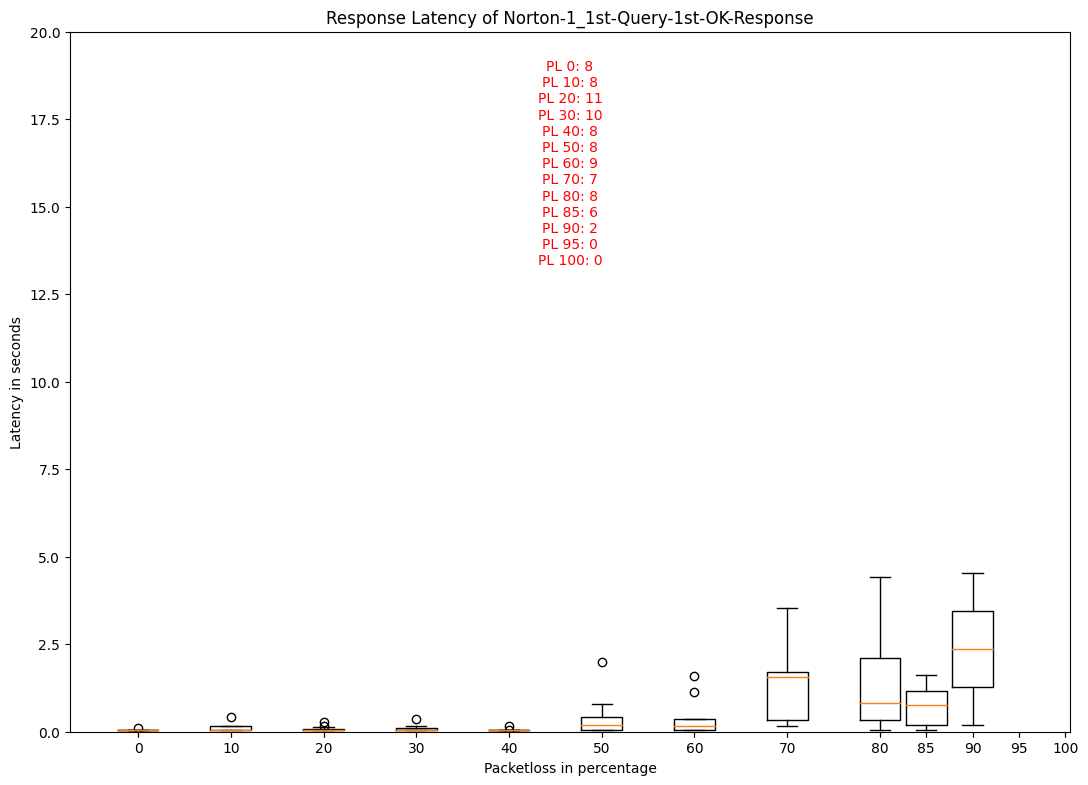 Response Latency of Norton-1_1st-Query-1st-OK-Response
20.0
17.5
15.0
12.5
10.0
7.5
5.0
2.5
0.0
Latency in seconds
PL 0: 8
PL 10: 8
PL 20: 11
PL 30: 10
PL 40: 8
PL 50: 8
PL 60: 9
PL 70: 7
PL 80: 8
PL 85: 6
PL 90: 2
PL 95: 0
PL 100: 0
0 10 20 30 40 50 60 70 80 85 90 95 100
Packetloss in percentage